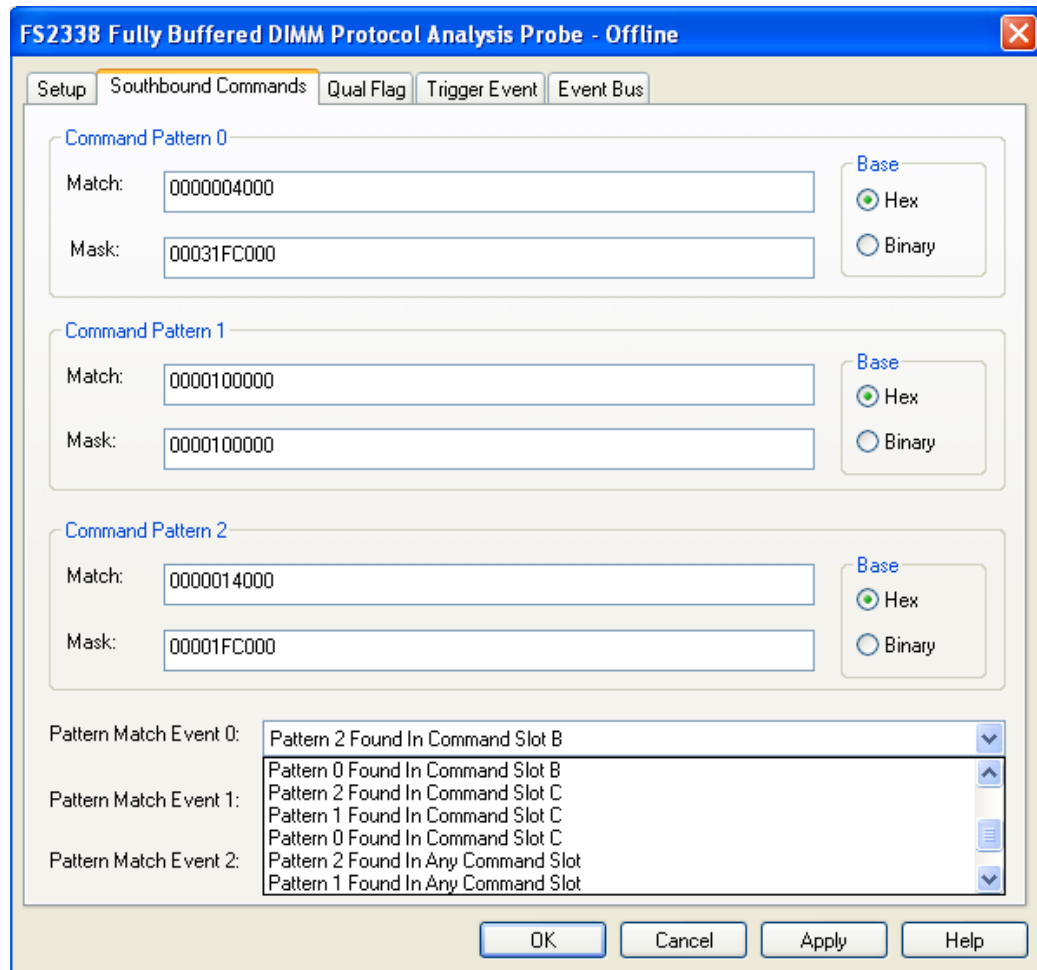 FS2338 Fully Buffered DIMM Protocol Analysis Probe - Offline
Setup Southbound Commands Qual Flag Trigger Event Event Bus
Command Pattern 0
Match: 0000004000
Mask: 00031FC000
Base
Hex
Binary
Command Pattern 1
Match: 0000100000
Mask: 0000100000
Base
Hex
Binary
Command Pattern 2
Match: 0000014000
Mask: 00001FC000
Base
Hex
Binary
Pattern Match Event 0: Pattern 2 Found In Command Slot B
Pattern 0 Found In Command Slot B
Pattern 2 Found In Command Slot C
Pattern Match Event 1:
Pattern 1 Found In Command Slot C
Pattern 0 Found In Command Slot C
Pattern Match Event 2: Pattern 2 Found In Any Command Slot
Pattern 1 Found In Any Command Slot
OK Cancel Apply Help